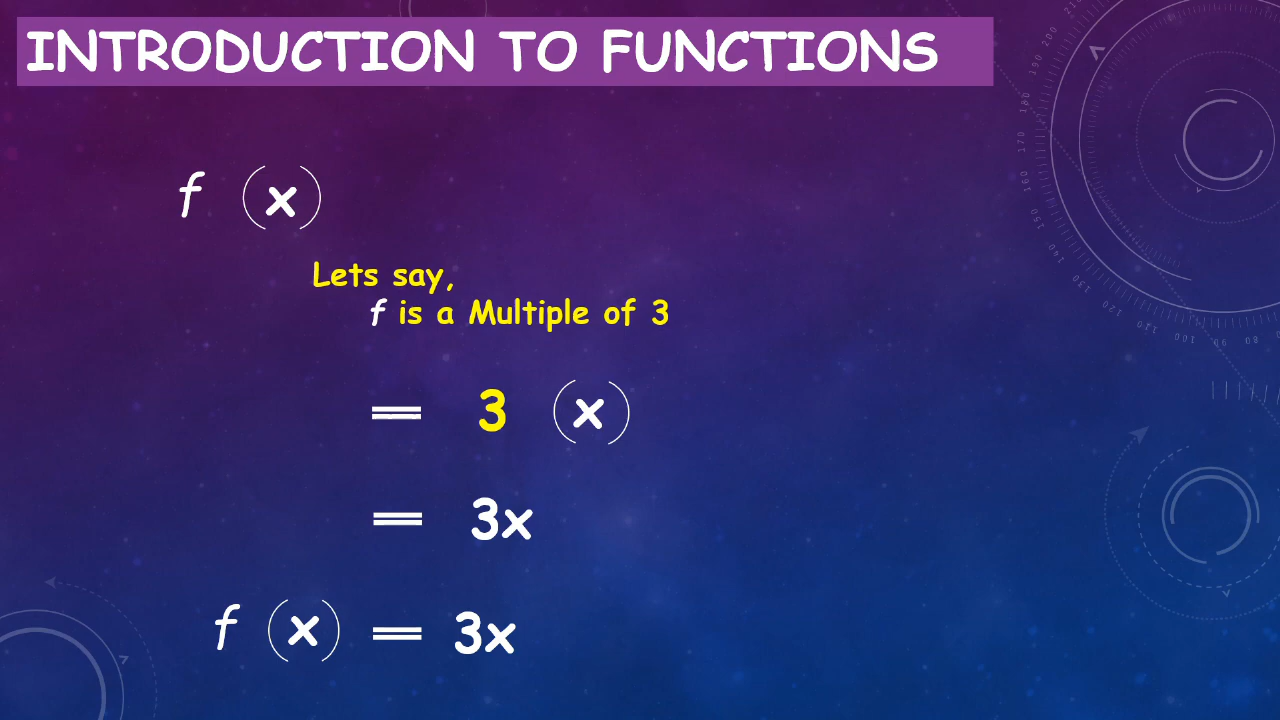 INTRODUCTION TO FUNCTIONS
f (x)
Lets say,
f is a Multiple of 3
= 3 (x)
= 3x
f (x) = 3x